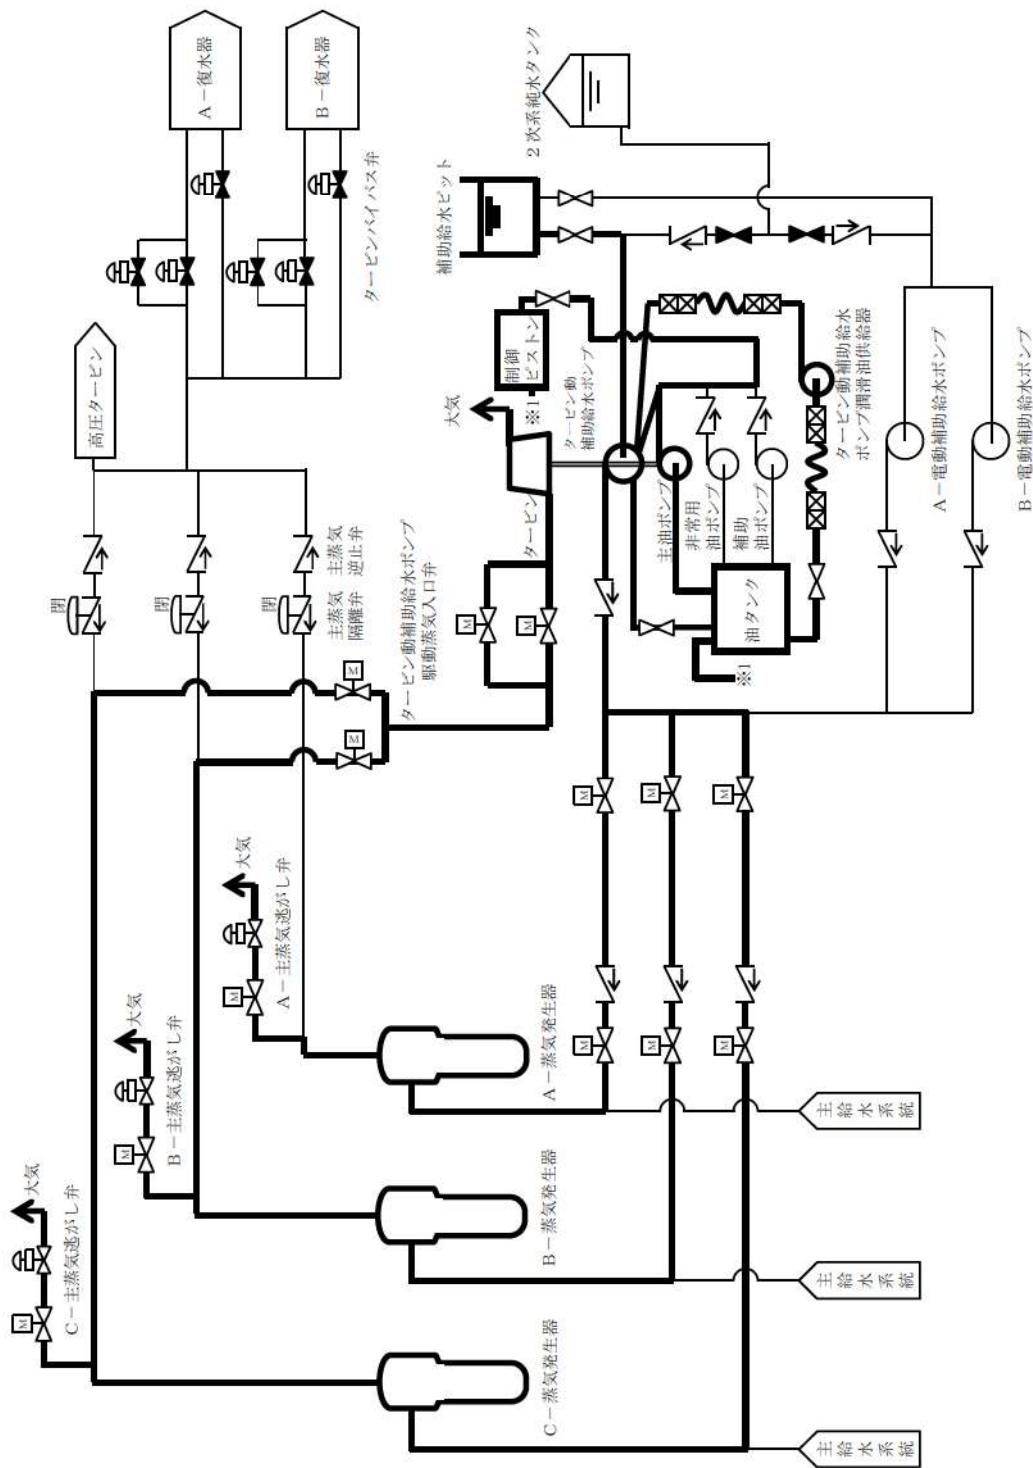 C－主蒸気逃がし弁
大気
M
B－主蒸気逃がし弁
大気
M
A－主蒸気逃がし弁
大気
M
C－蒸気発生器
B－蒸気発生器
A－蒸気発生器
主給水系統
主給水系統
主給水系統
閉
閉
閉
主蒸気
隔離弁
主蒸気
逆止弁
高圧タービン
A－復水器
B－復水器
タービンバイパス弁
M
M
タービン動補助給水ポンプ
駆動蒸気入口弁
M
M
タービン
大気
※1
制御
ピストン
タービン動
補助給水ポンプ
補助給水ピット
2次系純水タンク
主油ポンプ
非常用
油ポンプ
補助
油ポンプ
油タンク
※1
タービン動補助給水
ポンプ潤滑油供給器
A－電動補助給水ポンプ
B－電動補助給水ポンプ
M
M
M
M
M
M